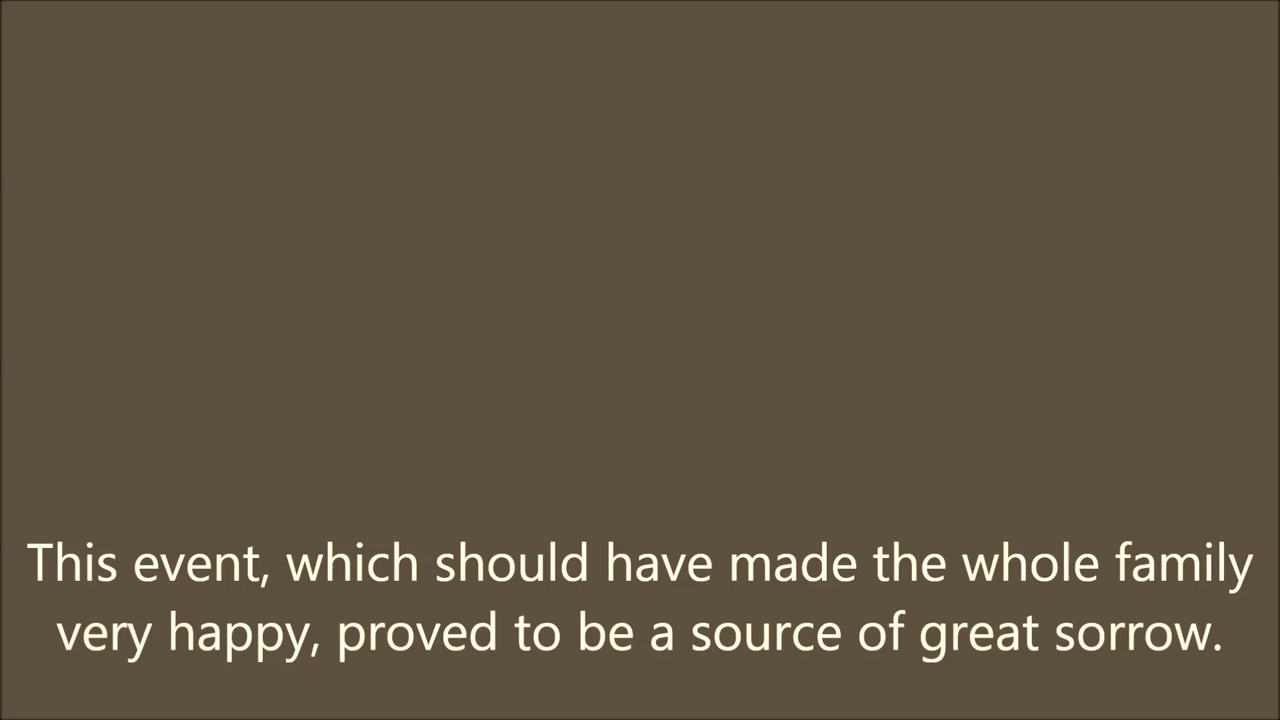 This event, which should have made the whole family
very happy, proved to be a source of great sorrow.